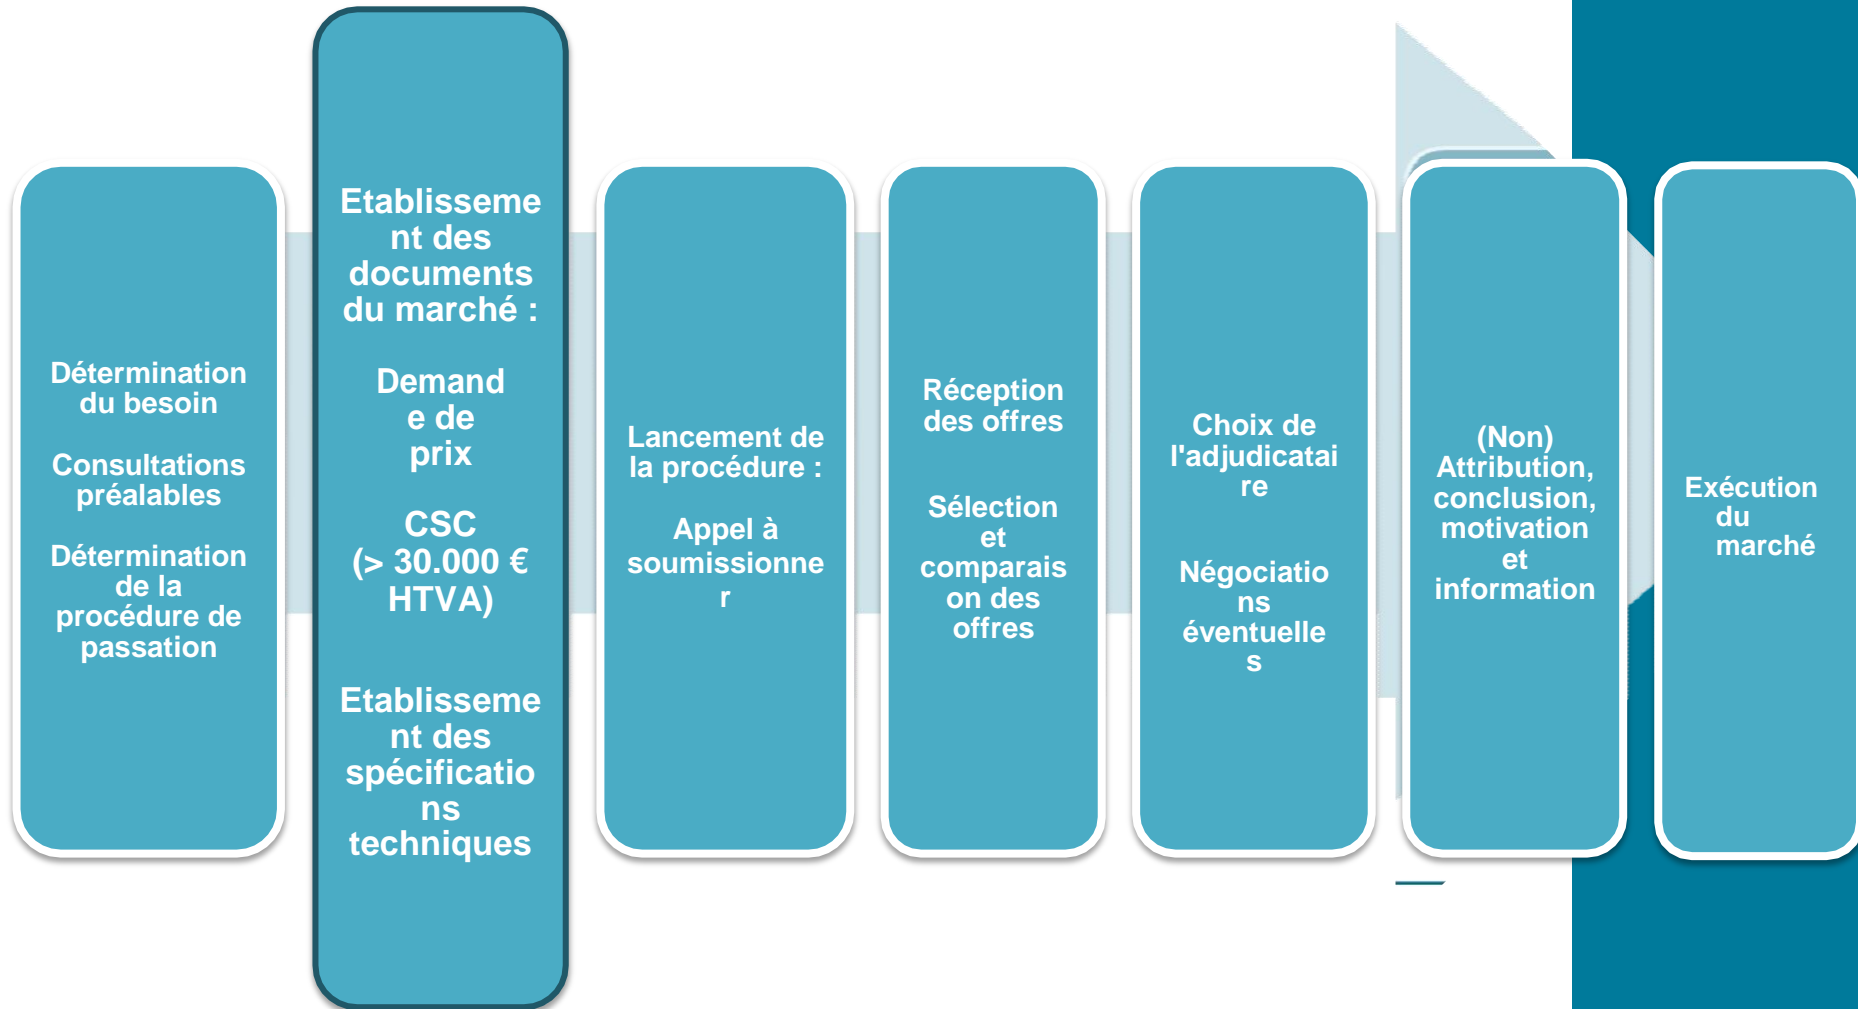 Détermination
du besoin
Consultations
préalables
Détermination
de la
procédure de
passation
Etablisseme
nt des
documents
du marché :
Demand
e de
prix
CSC
(> 30.000 €
HTVA)
Etablisseme
nt des
spécificatio
ns
techniques
Lancement de
la procédure :
Appel à
soumissionne
r
Réception
des offres
Sélection
et
comparais
on des
offres
Choix de
l'adjudicatai
re
Négociatio
ns
éventuelle
s
(Non)
Attribution,
conclusion,
motivation
et
information
Exécution
du
marché